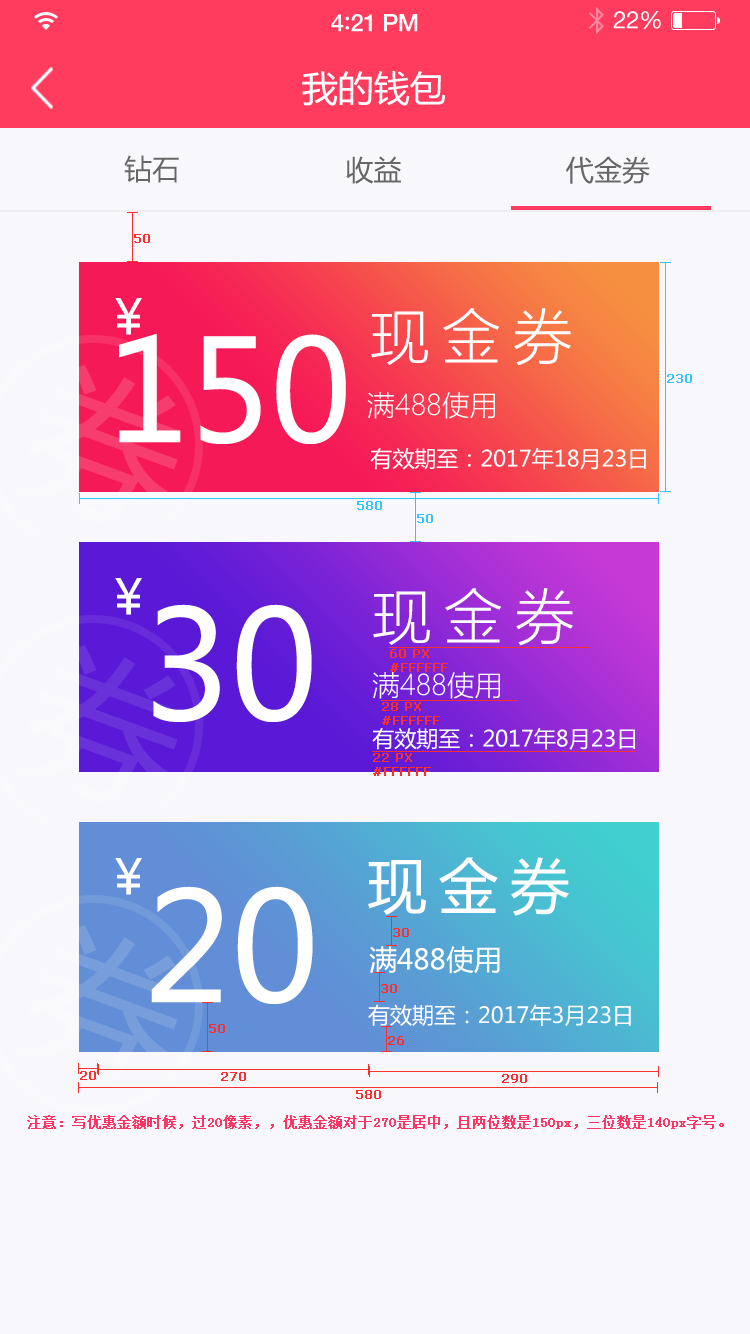 4:21 PM
22%
我的钱包
钻石 收益 代金券
50
¥
150
现金券
满488使用
有效期至：2017年18月23日
230
580
50
¥
30
现金券
60 PX
#FFFFFF
满488使用
28 PX
#FFFFFF
有效期至：2017年8月23日
22 PX
#FFFFFF
¥
20
现金券
30
满488使用
30
有效期至：2017年3月23日
50
26
20 270 290
580
注意：写优惠金额时候，过20像素，，优惠金额对于270是居中，且两位数是150px，三位数是140px字号。